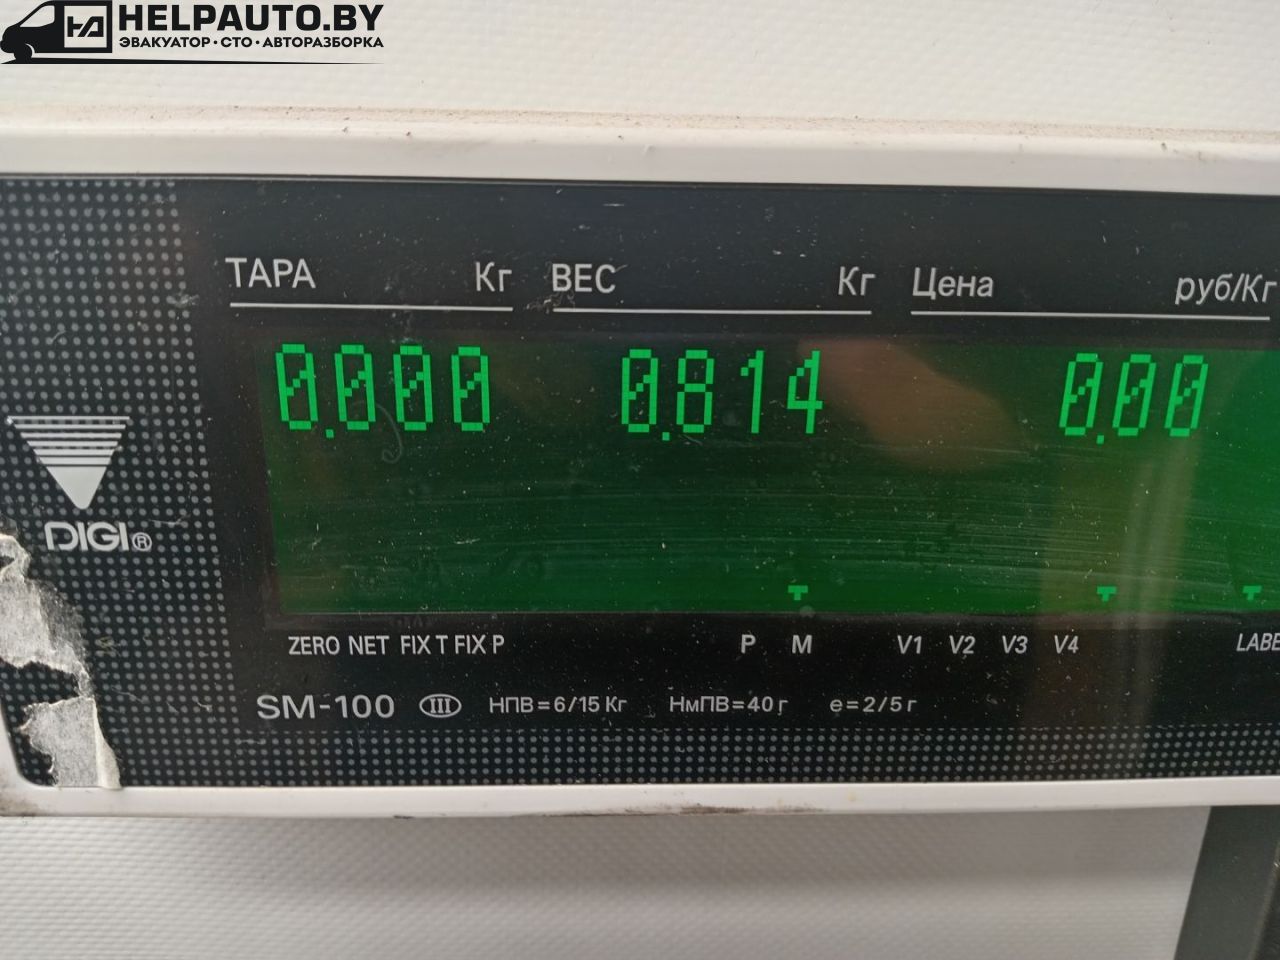 HELPAUTO.BY
ЭВАКУАТОР·СТО·АВТОРАЗБОРКА
ТАРА Кг ВЕС Кг Цена руб/Кг
0.000 0.814 0.00
DIGI®
ZERO NET FIX T FIX P P M V1 V2 V3 V4
SM-100 III НПВ=6/15 Кг НмПВ=40 г e=2/5 г